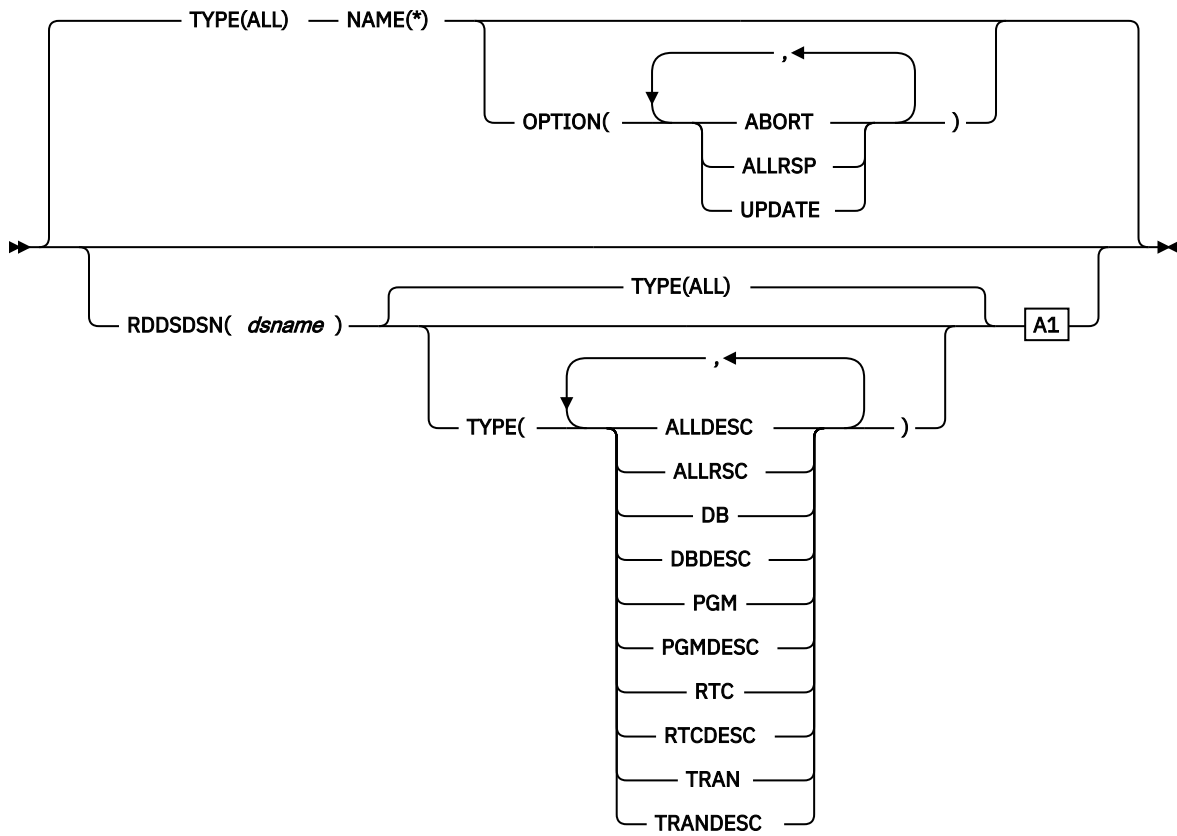 TYPE(ALL) NAME(*)
,
OPTION( ABORT )
ALLRSP
UPDATE
TYPE(ALL)
RDDSDSN( dsname ) A1
,
TYPE( ALLDESC )
ALLRSC
DB
DBDESC
PGM
PGMDESC
RTC
RTCDESC
TRAN
TRANDESC